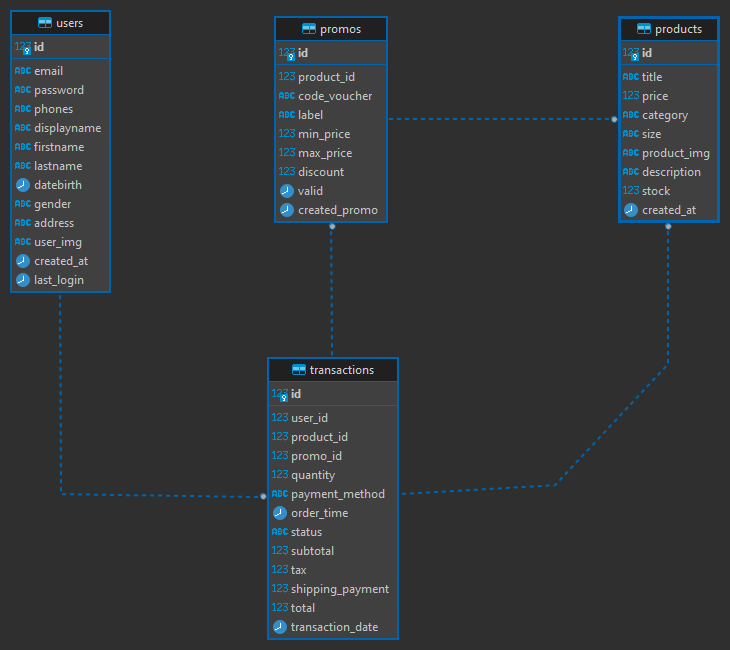 users
123 id
ABC email
ABC password
ABC phones
ABC displayname
ABC firstname
ABC lastname
datebirth
ABC gender
ABC address
ABC user_img
created_at
last_login
promos
123 id
123 product_id
ABC code_voucher
ABC label
123 min_price
123 max_price
123 discount
valid
created_promo
products
123 id
ABC title
123 price
ABC category
ABC size
ABC product_img
ABC description
123 stock
created_at
transactions
123 id
123 user_id
123 product_id
123 promo_id
123 quantity
ABC payment_method
order_time
ABC status
123 subtotal
123 tax
123 shipping_payment
123 total
transaction_date